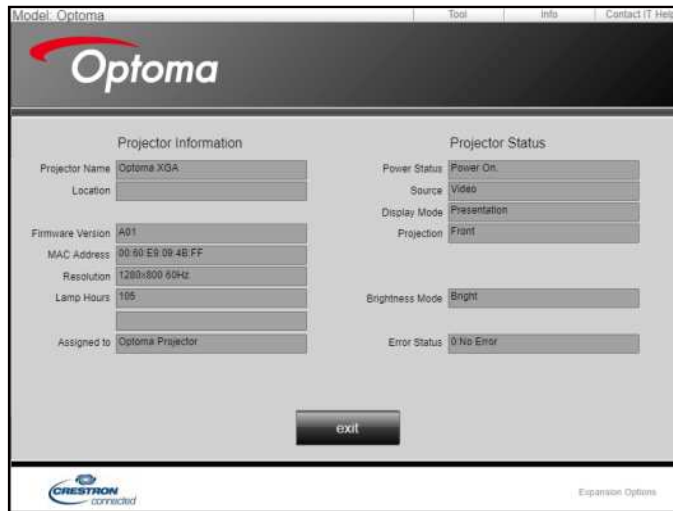 Model: Optoma
Tool Info Contact IT Help
Optoma
Projector Information
Projector Name Optoma XGA
Location
Firmware Version A01
MAC Address 00:60:E9:09:4B:FF
Resolution 1280x800 60Hz
Lamp Hours 105
Assigned to Optoma Projector
Projector Status
Power Status Power On.
Source Video
Display Mode Presentation
Projection Front
Brightness Mode Bright
Error Status 0:No Error
exit
CRESTRON
connected
Expansion Options